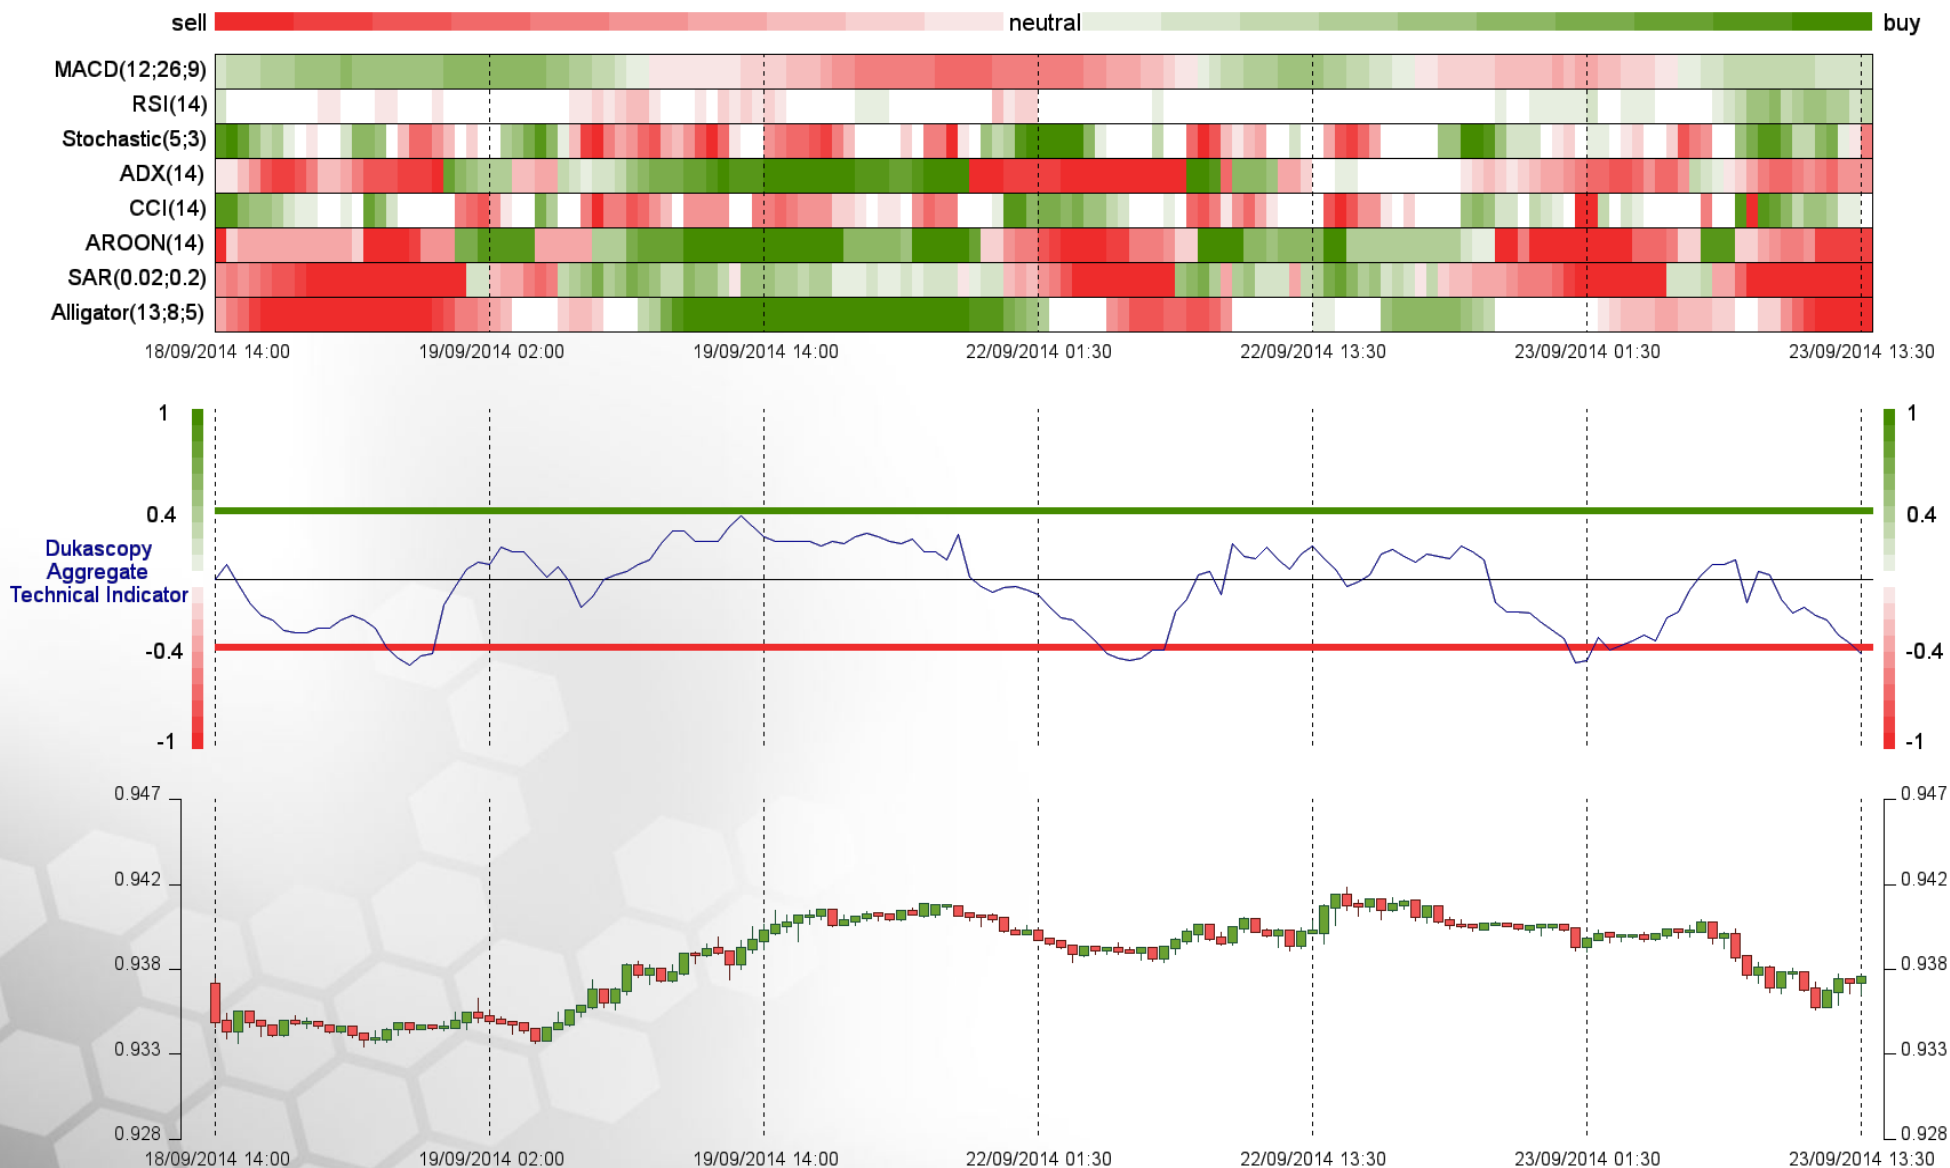 sell neutral buy
MACD(12;26;9)
RSI(14)
Stochastic(5;3)
ADX(14)
CCI(14)
AROON(14)
SAR(0.02;0.2)
Alligator(13;8;5)
18/09/2014 14:00 19/09/2014 02:00 19/09/2014 14:00 22/09/2014 01:30 22/09/2014 13:30 23/09/2014 01:30 23/09/2014 13:30
1 1
0.4 0.4
Dukascopy
Aggregate
Technical Indicator
-0.4 -0.4
-1 -1
0.947 0.947
0.942 0.942
0.938 0.938
0.933 0.933
0.928 0.928
18/09/2014 14:00 19/09/2014 02:00 19/09/2014 14:00 22/09/2014 01:30 22/09/2014 13:30 23/09/2014 01:30 23/09/2014 13:30